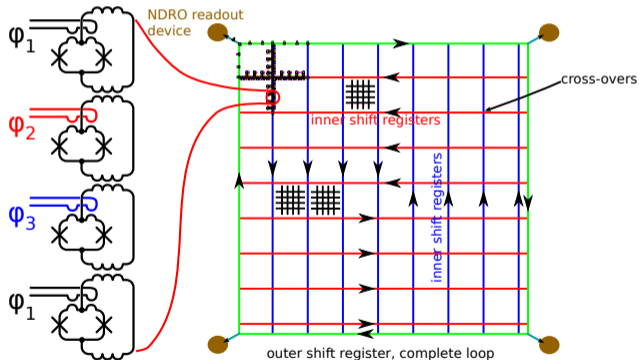 φ1
NDRO readout
device
cross-overs
φ2
inner shift registers
inner shift registers
φ3
φ1
outer shift register, complete loop